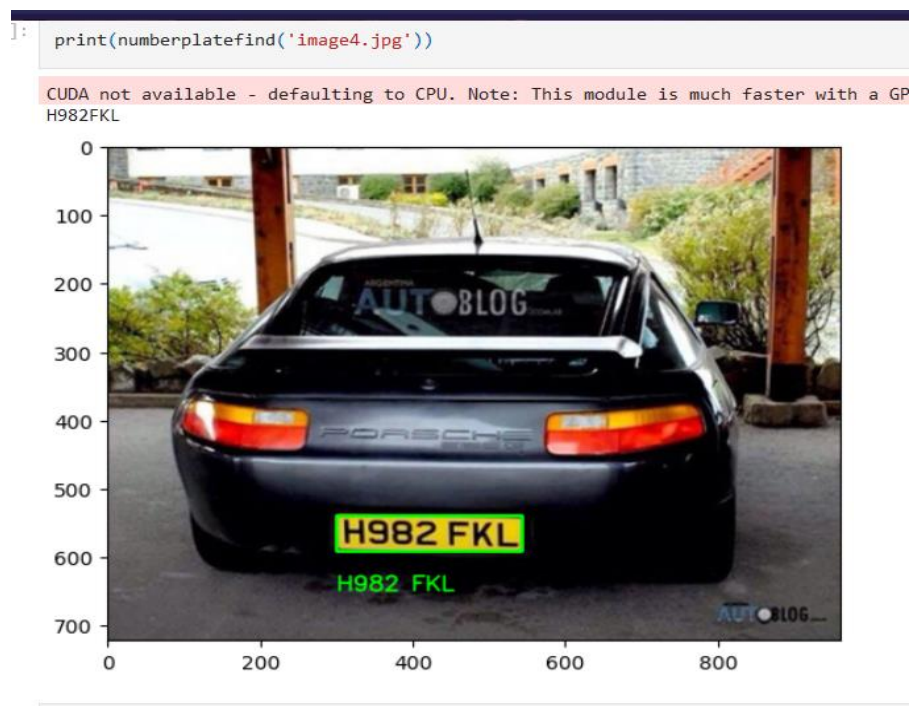 ]:
print(numberplatefind('image4.jpg'))
CUDA not available - defaulting to CPU. Note: This module is much faster with a GP
H982FKL
0
100
200
300
400
500
600
700
ARGENTINA
AUTOBLOG
PORSCHE
H982 FKL
H982 FKL
AUTOBLOG
0
200
400
600
800